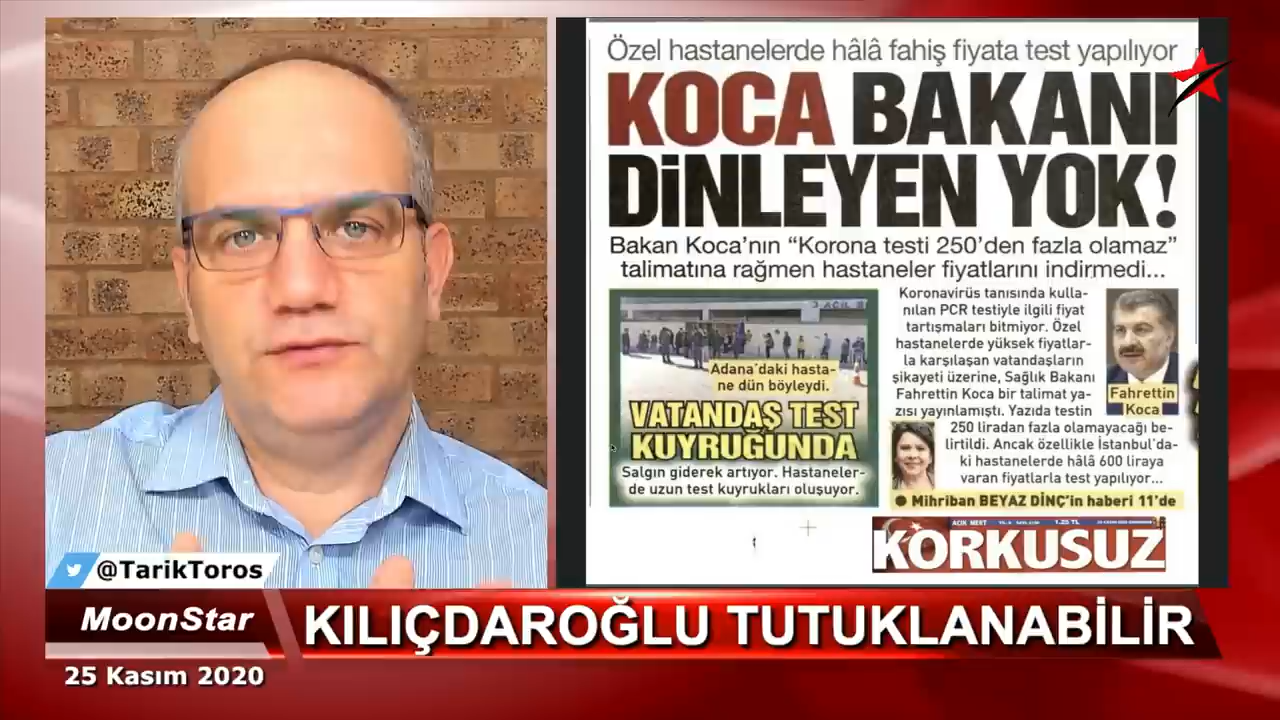 Özel hastanelerde hâlâ fahiş fiyata test yapılıyor
KOCA BAKANI
DİNLEYEN YOK!
Bakan Koca'nın “Korona testi 250'den fazla olamaz”
talimatına rağmen hastaneler fiyatlarını indirmedi...
3 ACİL
Adana'daki hasta-
ne dün böyleydi.
VATANDAŞ TEST
KUYRUĞUNDA
Salgın giderek artıyor. Hastaneler-
de uzun test kuyrukları oluşuyor.
Koronavirüs tanısında kulla-
nılan PCR testiyle ilgili fiyat
tartışmaları bitmiyor. Özel
hastanelerde yüksek fiyatlar-
la karşılaşan vatandaşların
şikayeti üzerine, Sağlık Bakanı
Fahrettin Koca bir talimat ya-
zısı yayınlamıştı. Yazıda testin
250 liradan fazla olamayacağı be-
lirtildi. Ancak özellikle İstanbul'da-
ki hastanelerde hâlâ 600 liraya
varan fiyatlarla test yapılıyor...
Fahrettin
Koca
● Mihriban BEYAZ DİNÇ'in haberi 11'de
1.25 TL
KORKUSUZ
@TarikToros
MoonStar
KILIÇDAROĞLU TUTUKLANABİLİR
25 Kasım 2020